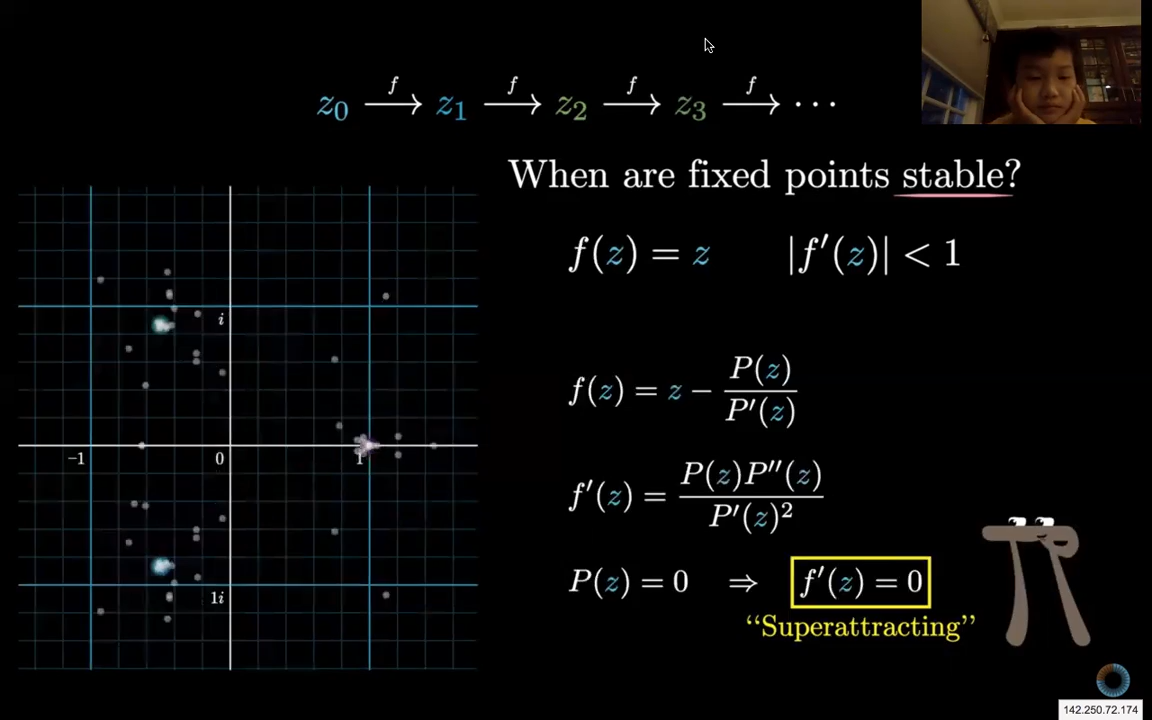 z₀ —f→ z₁ —f→ z₂ —f→ z₃ —f→ ⋯
When are fixed points stable?
f(z) = z    |f′(z)| < 1
f(z) = z − P(z)/P′(z)
f′(z) = P(z)P″(z)/P′(z)²
P(z) = 0 ⇒ f′(z) = 0
“Superattracting”
i
−1 0 1
1i
142.250.72.174